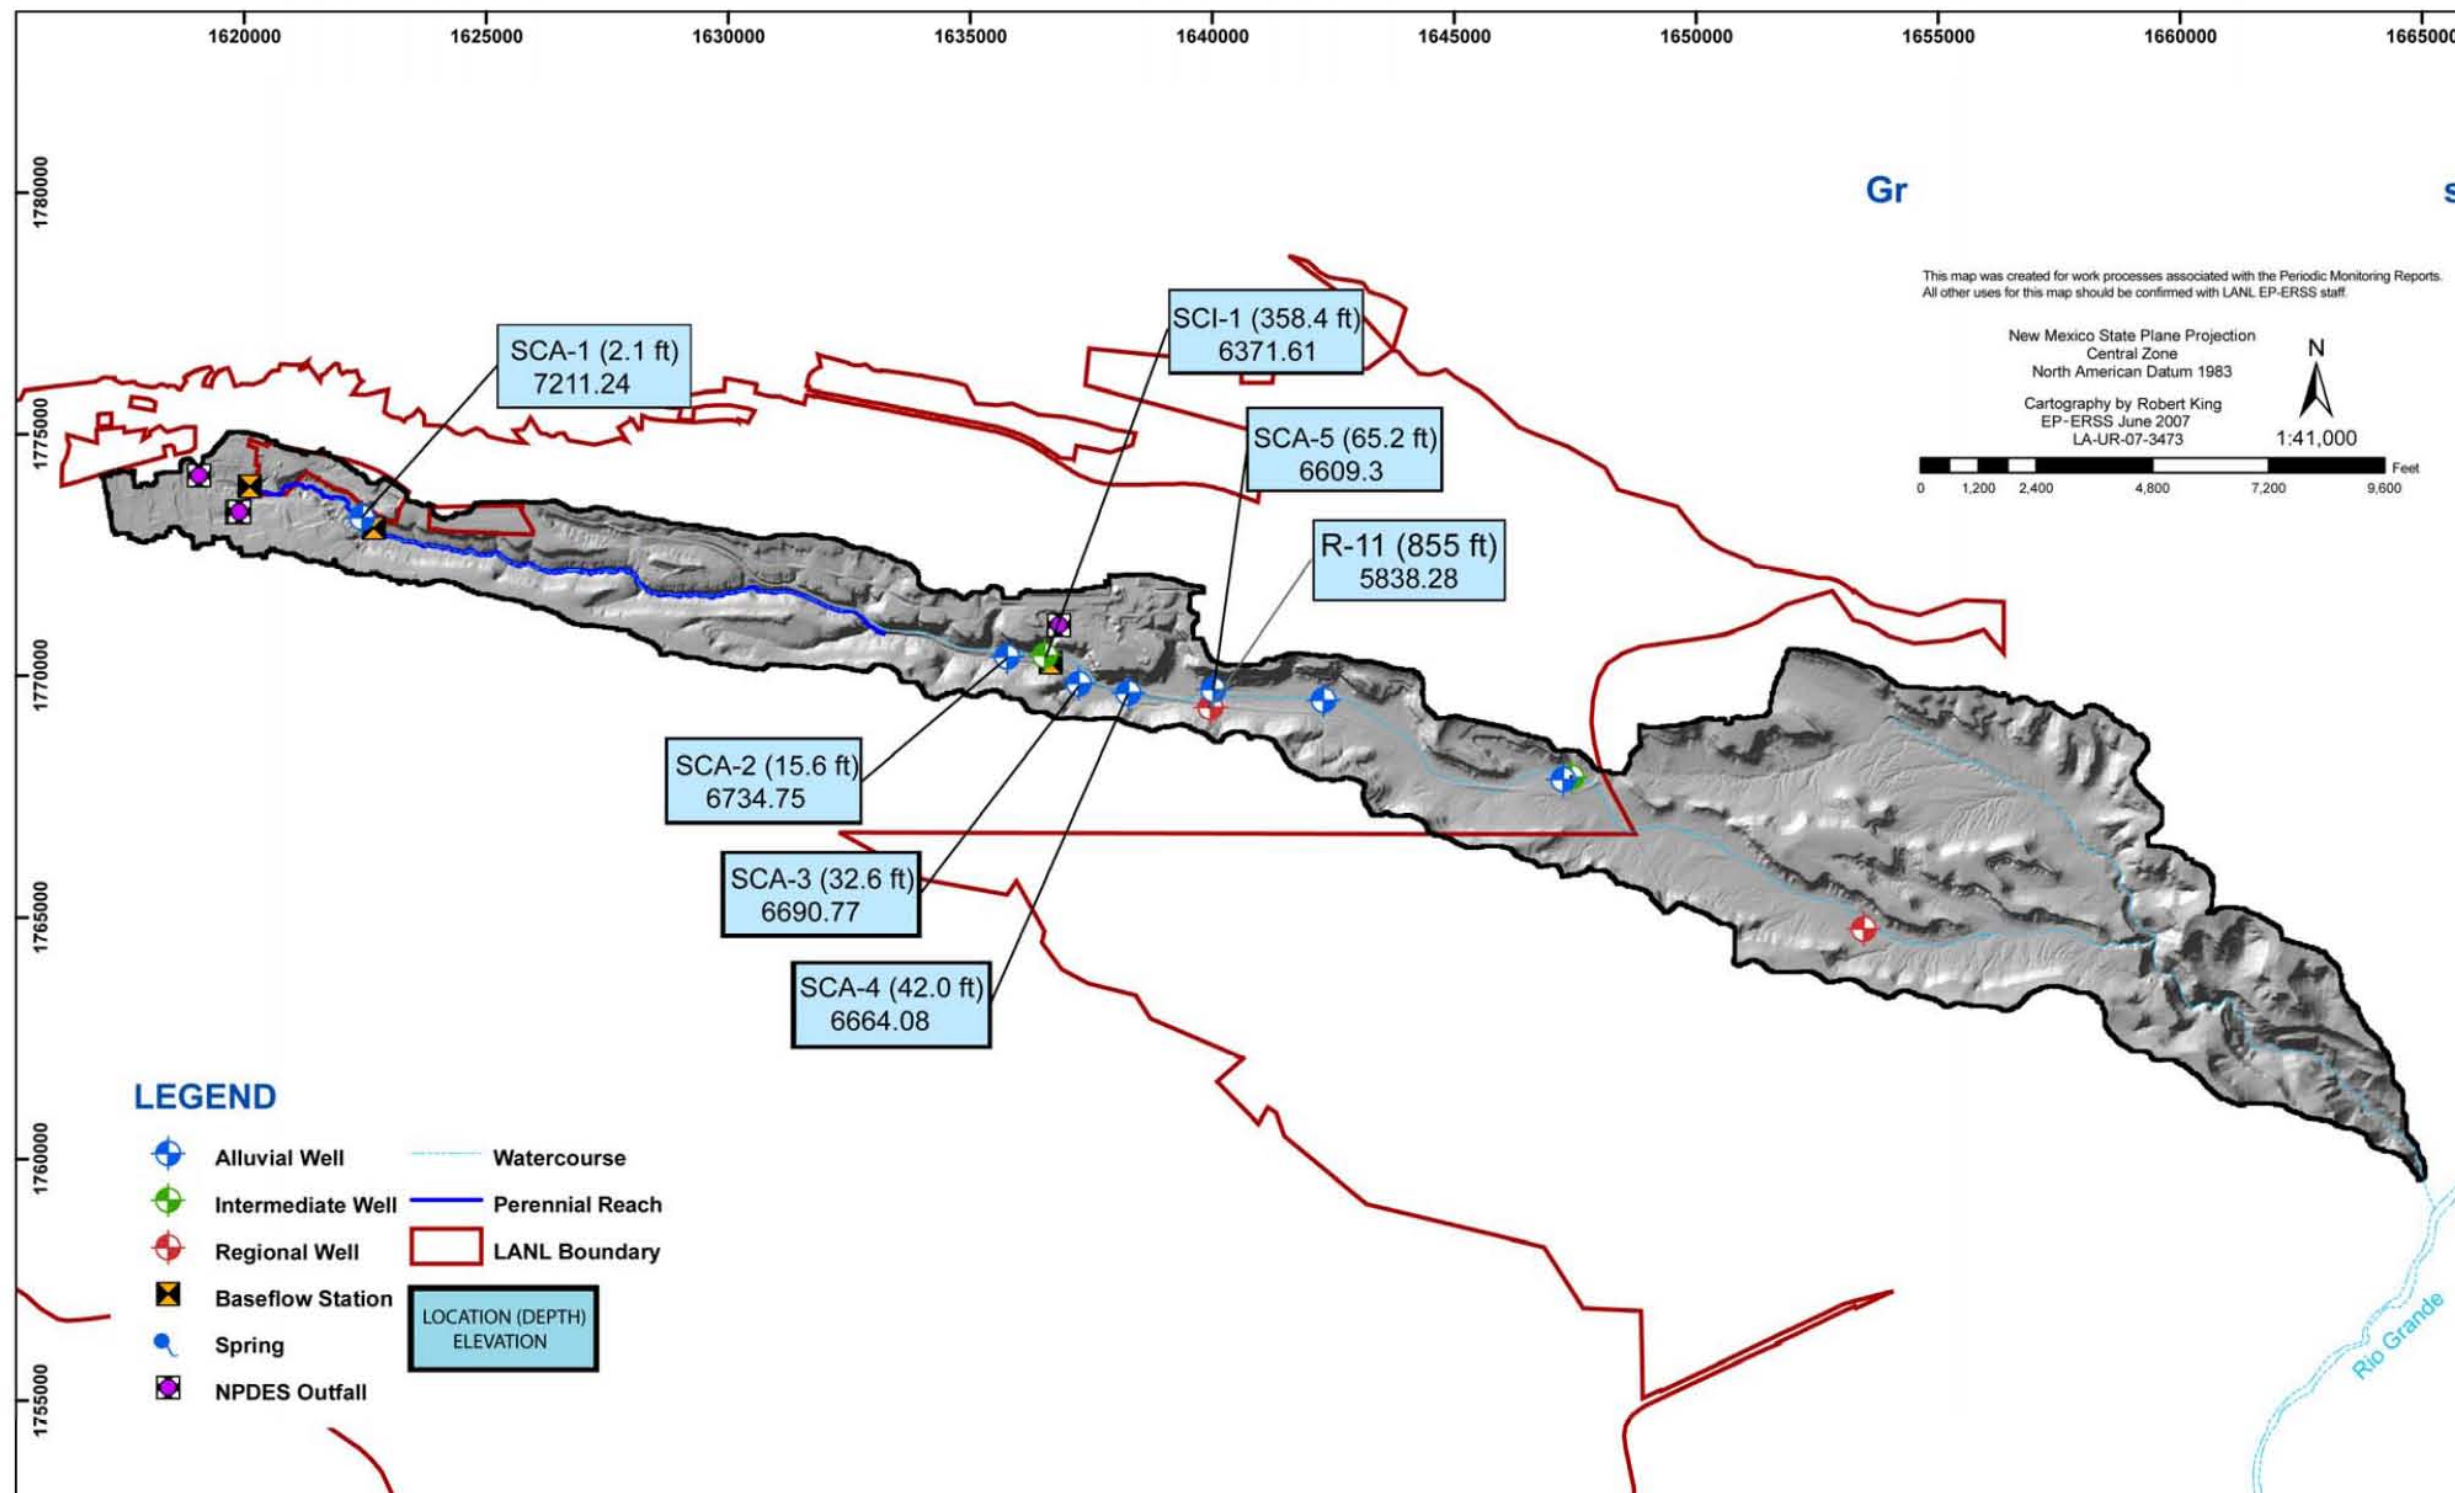 1620000 1625000 1630000 1635000 1640000 1645000 1650000 1655000 1660000
1780000
1775000
1770000
1765000
1760000
1755000
Gr
This map was created for work processes associated with the Periodic Monitoring Reports.
All other uses for this map should be confirmed with LANL EP-ERSS staff.
New Mexico State Plane Projection
Central Zone
North American Datum 1983
Cartography by Robert King
EP-ERSS June 2007
LA-UR-07-3473
N
1:41,000
Feet
0 1,200 2,400 4,800 7,200 9,600
SCA-1 (2.1 ft)
7211.24
SCI-1 (358.4 ft)
6371.61
SCA-5 (65.2 ft)
6609.3
R-11 (855 ft)
5838.28
SCA-2 (15.6 ft)
6734.75
SCA-3 (32.6 ft)
6690.77
SCA-4 (42.0 ft)
6664.08
LEGEND
Alluvial Well
Intermediate Well
Regional Well
Baseflow Station
Spring
NPDES Outfall
Watercourse
Perennial Reach
LANL Boundary
LOCATION (DEPTH)
ELEVATION
Rio Grande